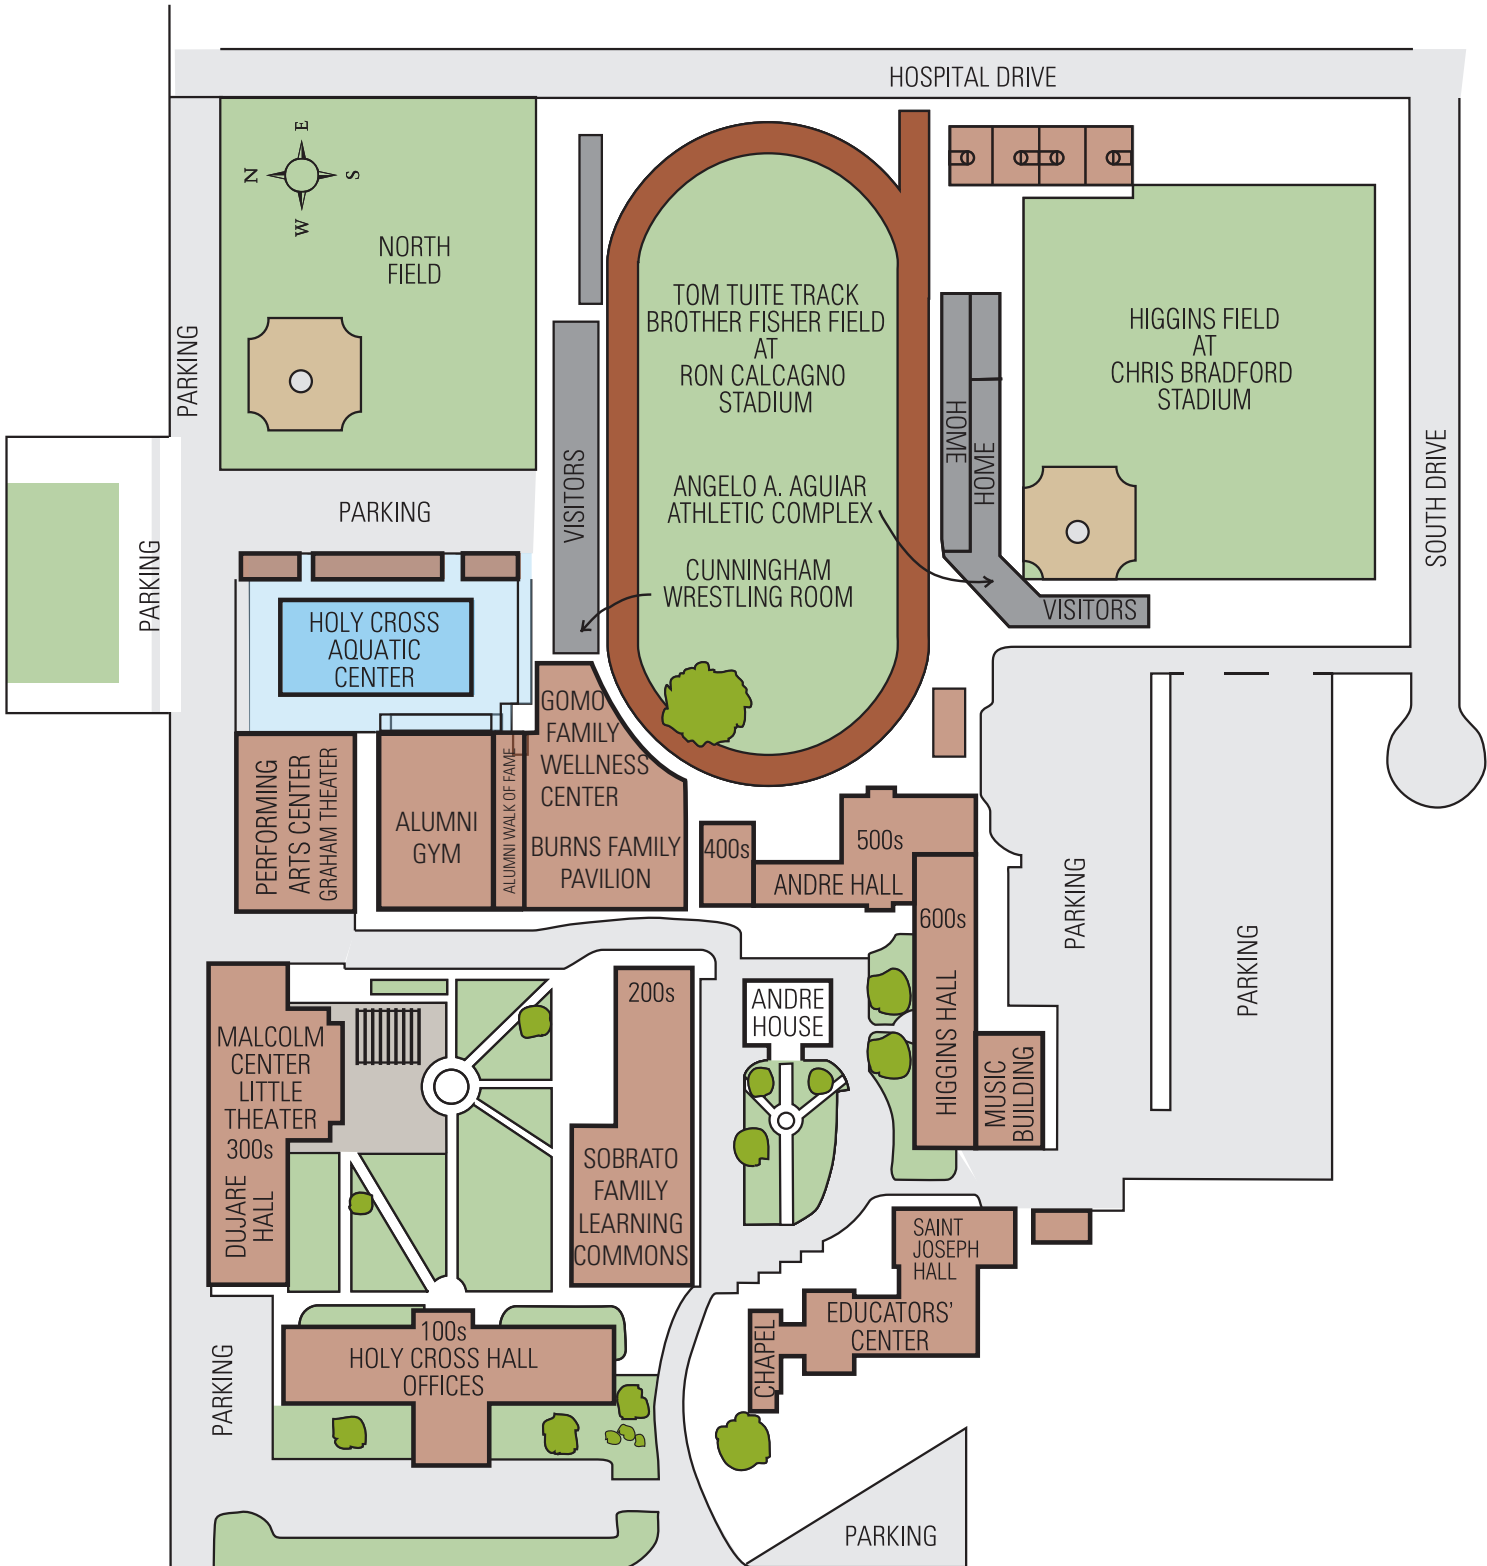 HOSPITAL DRIVE
E
N
S
W
NORTH
FIELD
PARKING
TOM TUITE TRACK
BROTHER FISHER FIELD
AT
RON CALCAGNO
STADIUM
HIGGINS FIELD
AT
CHRIS BRADFORD
STADIUM
HOME
HOME
SOUTH DRIVE
VISITORS
ANGELO A. AGUIAR
ATHLETIC COMPLEX
PARKING
PARKING
CUNNINGHAM
WRESTLING ROOM
VISITORS
HOLY CROSS
AQUATIC
CENTER
GOMO
FAMILY
WELLNESS
CENTER
PERFORMING
ARTS CENTER
GRAHAM THEATER
ALUMNI
GYM
ALUMNI WALK OF FAME
BURNS FAMILY
PAVILION
400s
500s
ANDRE HALL
600s
HIGGINS HALL
PARKING
PARKING
200s
ANDRE
HOUSE
MUSIC
BUILDING
MALCOLM
CENTER
LITTLE
THEATER
300s
DUJARE
HALL
SOBRATO
FAMILY
LEARNING
COMMONS
SAINT
JOSEPH
HALL
EDUCATORS'
CENTER
CHAPEL
100s
HOLY CROSS HALL
OFFICES
PARKING
PARKING